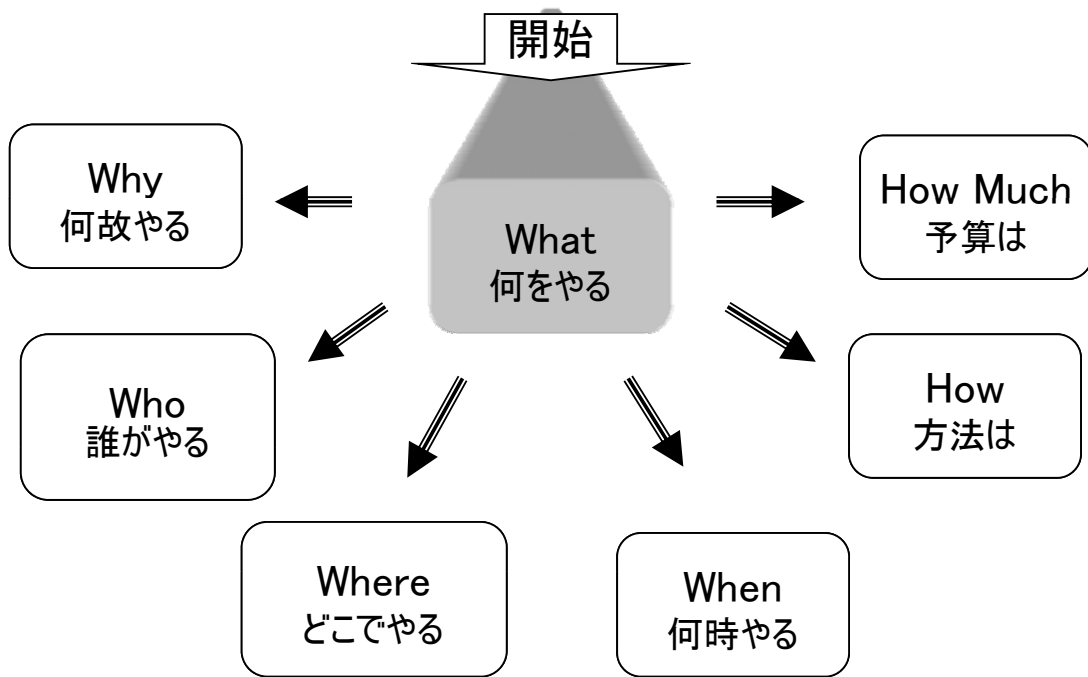 開始
Why
何故やる
What
何をやる
How Much
予算は
Who
誰がやる
How
方法は
Where
どこでやる
When
何時やる